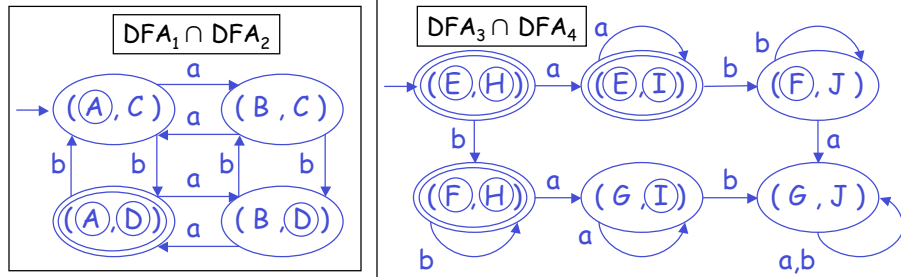 DFA₁ ∩ DFA₂
a
(A, C) (B, C)
a
b b b b
a
(A, D) (B, D)
a
DFA₃ ∩ DFA₄
a b
(E, H) a (E, I) b (F, J)
b a
(F, H) a (G, I) b (G, J)
b a a,b